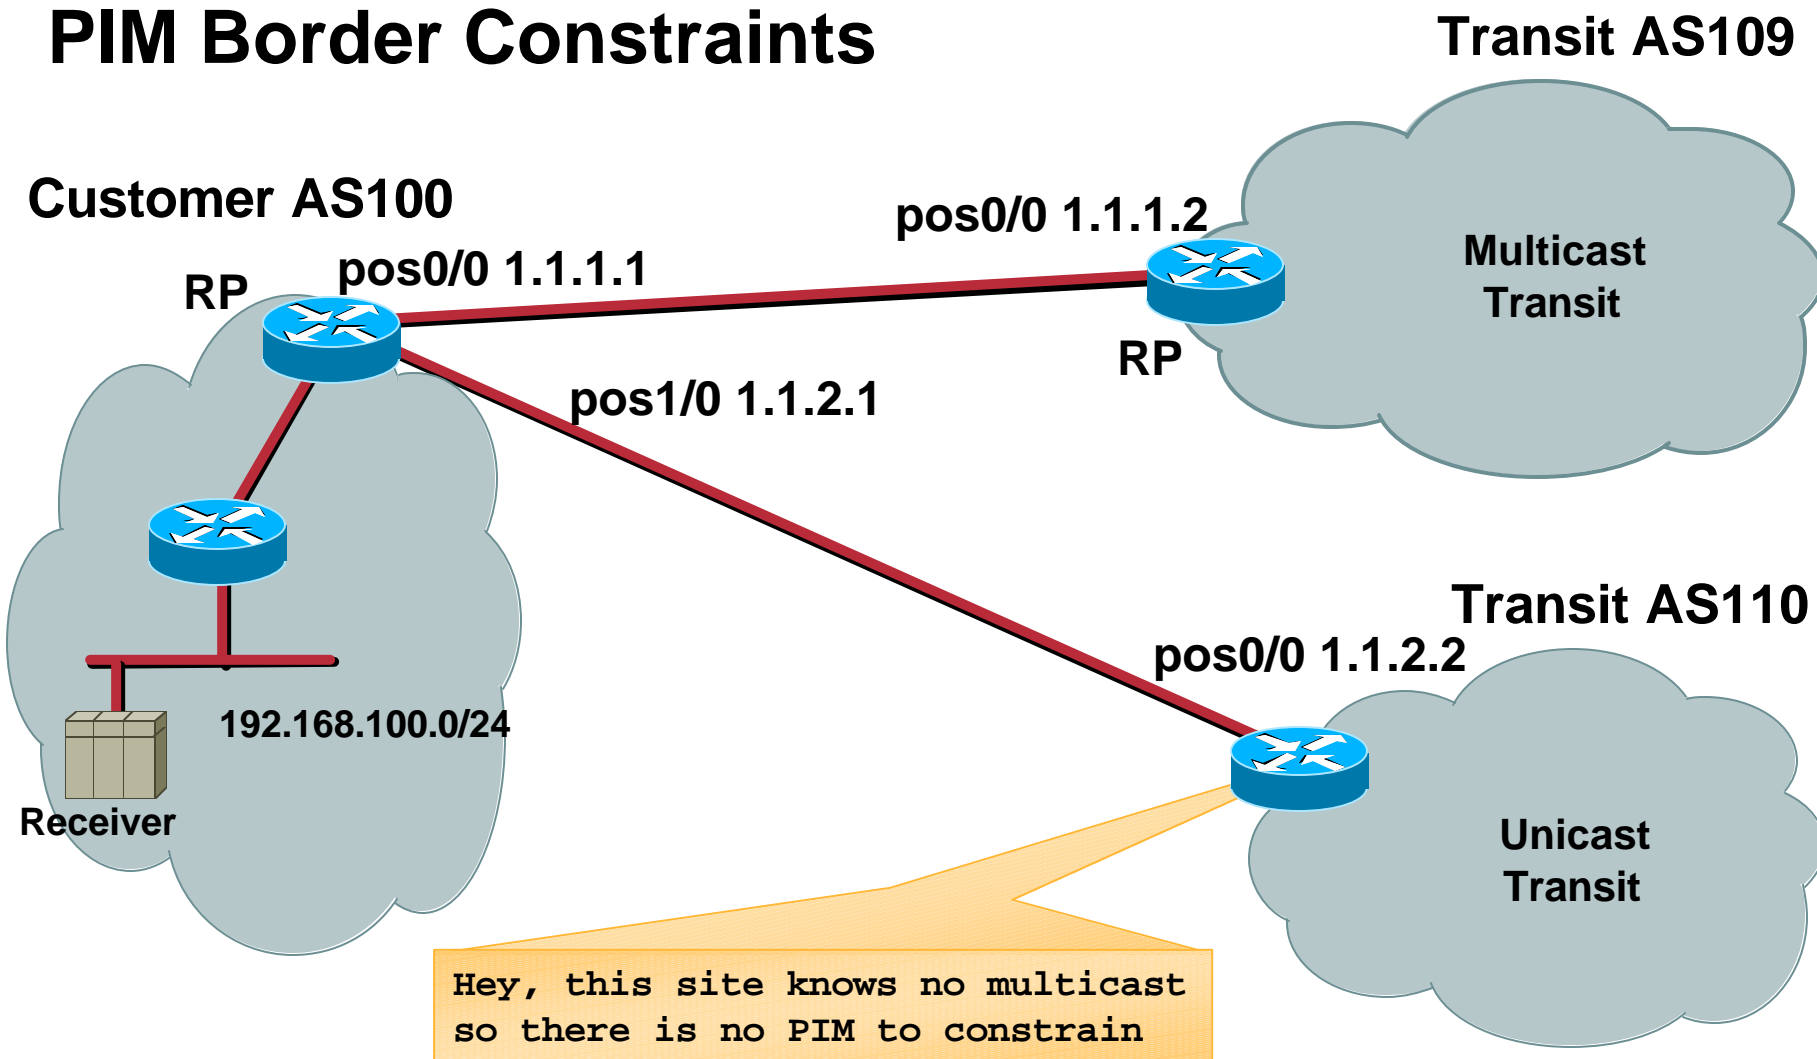 PIM Border Constraints
Transit AS109
Customer AS100
pos0/0 1.1.1.2
RP
pos0/0 1.1.1.1
Multicast
Transit
RP
pos1/0 1.1.2.1
Transit AS110
pos0/0 1.1.2.2
192.168.100.0/24
Receiver
Unicast
Transit
Hey, this site knows no multicast
so there is no PIM to constrain